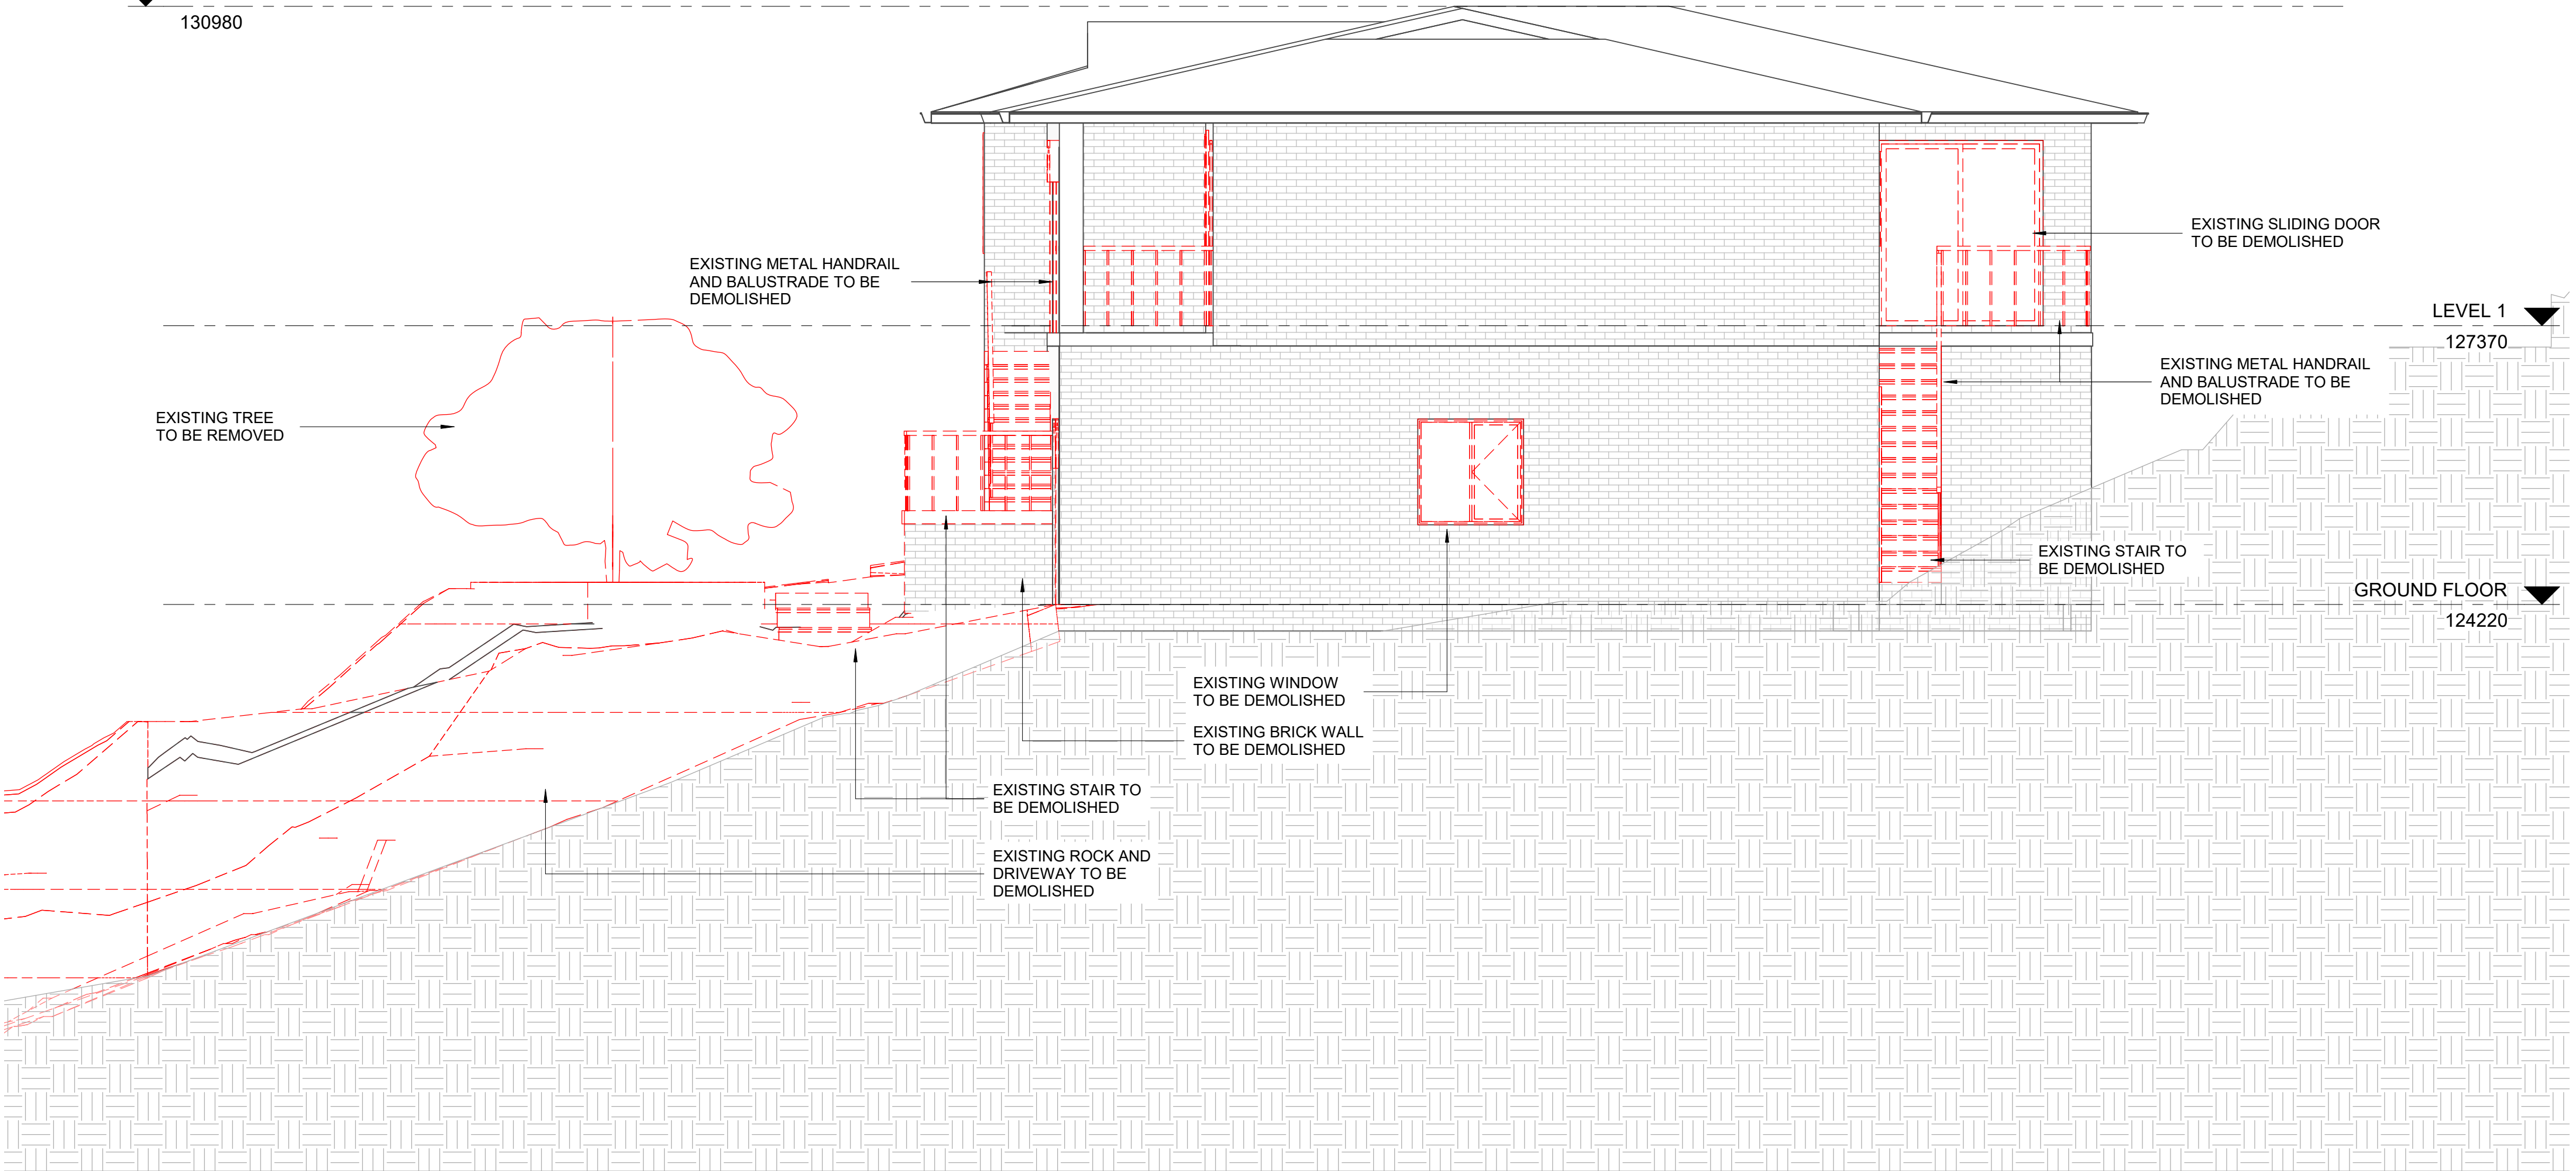 130980
EXISTING SLIDING DOOR
TO BE DEMOLISHED
EXISTING METAL HANDRAIL
AND BALUSTRADE TO BE
DEMOLISHED
LEVEL 1
127370
EXISTING METAL HANDRAIL
AND BALUSTRADE TO BE
DEMOLISHED
EXISTING TREE
TO BE REMOVED
EXISTING STAIR TO
BE DEMOLISHED
GROUND FLOOR
124220
EXISTING WINDOW
TO BE DEMOLISHED
EXISTING BRICK WALL
TO BE DEMOLISHED
EXISTING STAIR TO
BE DEMOLISHED
EXISTING ROCK AND
DRIVEWAY TO BE
DEMOLISHED